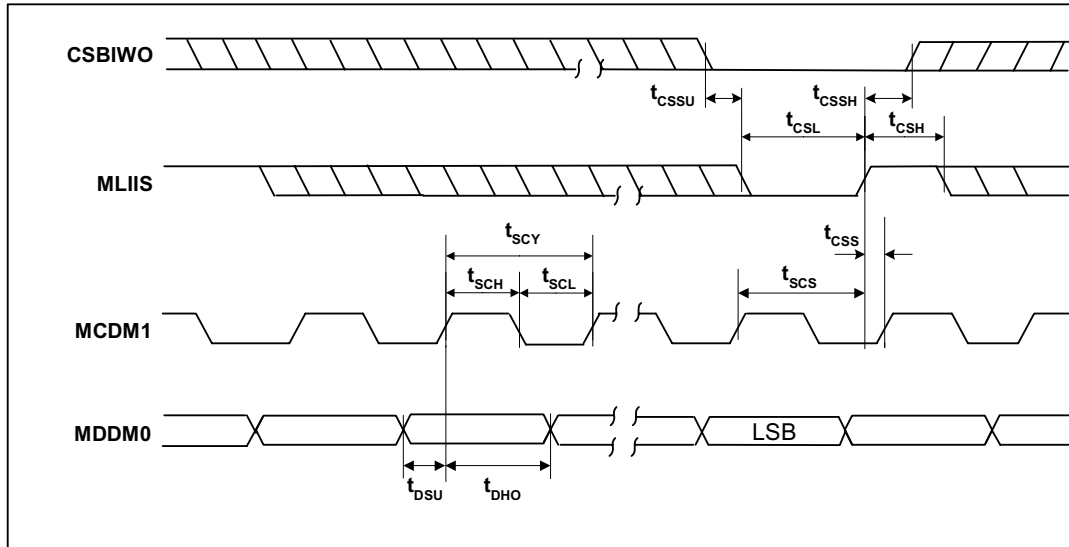 CSBIWO
tCSSU
tCSSH
tCSL
tCSH
MLIIS
tSCY
tCSS
tSCH
tSCL
tSCS
MCDM1
MDDM0
LSB
tDSU
tDHO